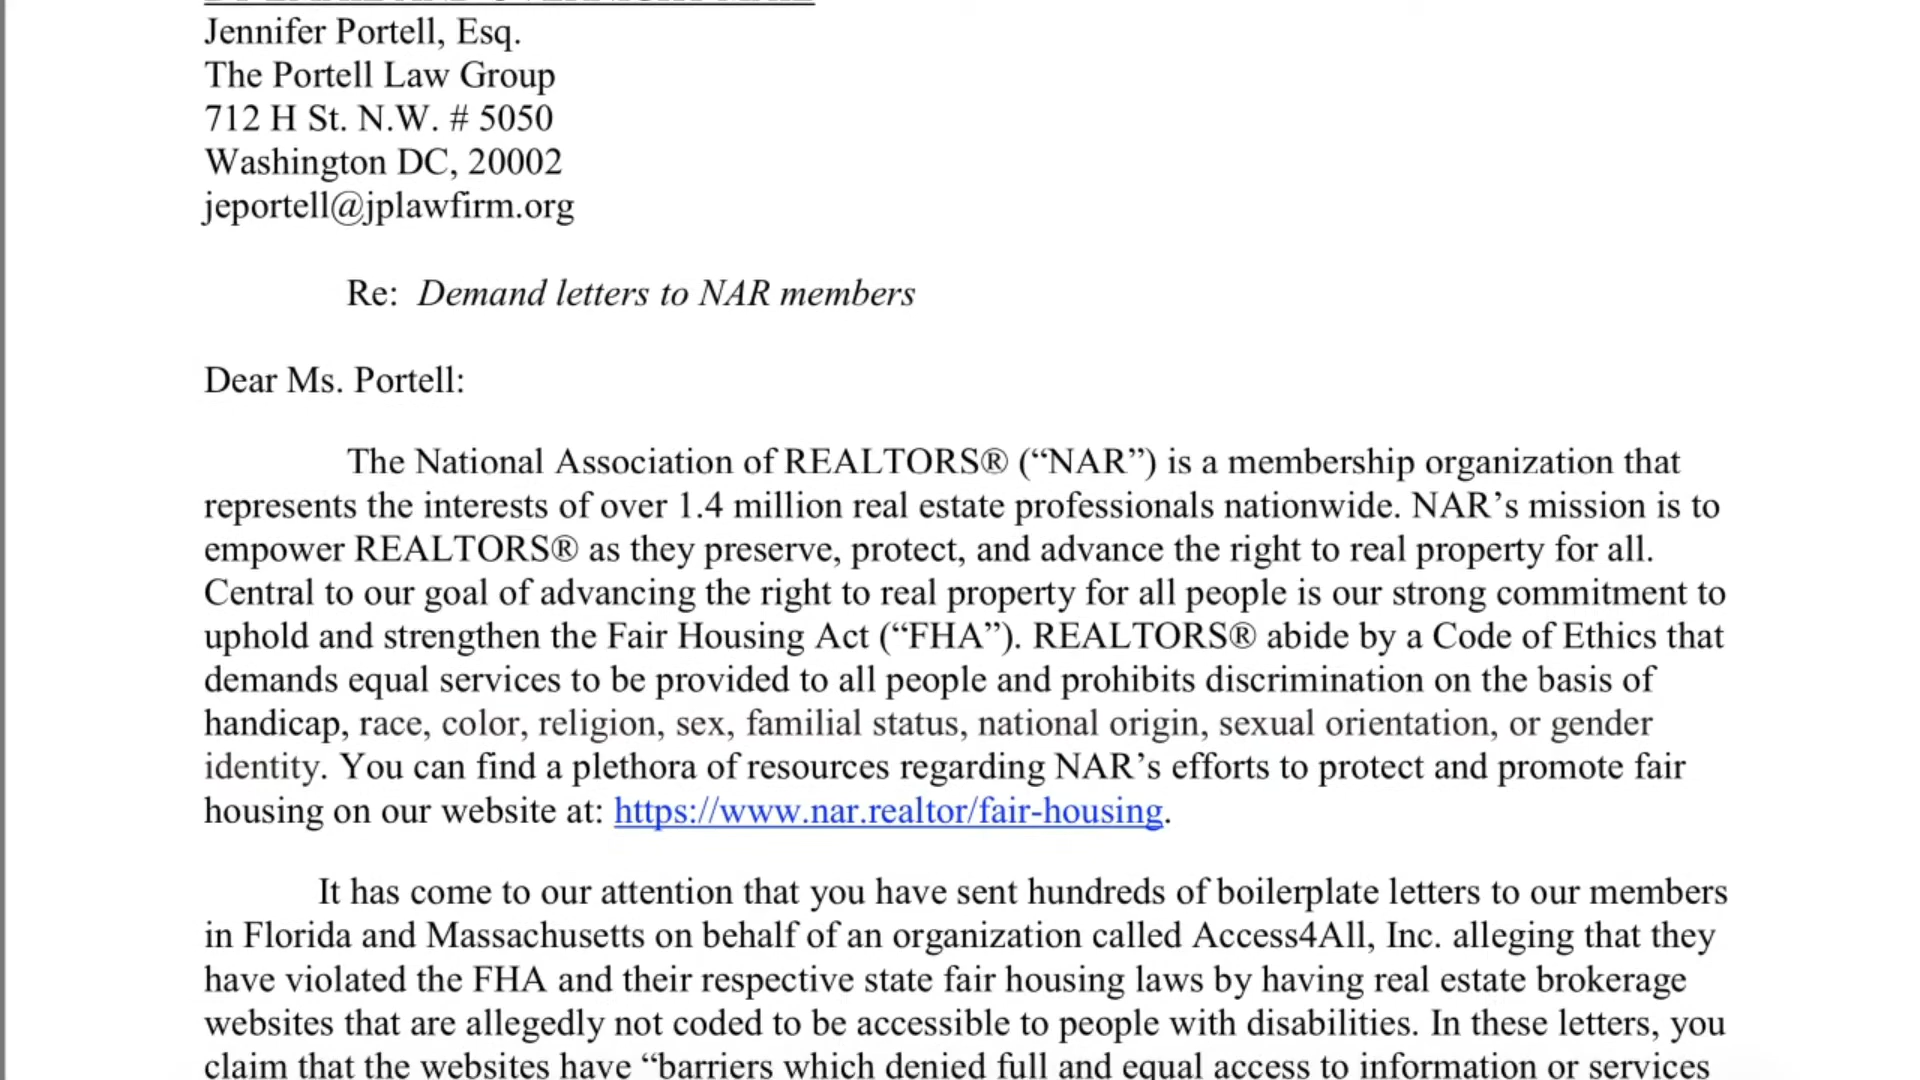 Jennifer Portell, Esq.
The Portell Law Group
712 H St. N.W. # 5050
Washington DC, 20002
jeportell@jplawfirm.org
Re: Demand letters to NAR members
Dear Ms. Portell:
The National Association of REALTORS® (“NAR”) is a membership organization that
represents the interests of over 1.4 million real estate professionals nationwide. NAR’s mission is to
empower REALTORS® as they preserve, protect, and advance the right to real property for all.
Central to our goal of advancing the right to real property for all people is our strong commitment to
uphold and strengthen the Fair Housing Act (“FHA”). REALTORS® abide by a Code of Ethics that
demands equal services to be provided to all people and prohibits discrimination on the basis of
handicap, race, color, religion, sex, familial status, national origin, sexual orientation, or gender
identity. You can find a plethora of resources regarding NAR’s efforts to protect and promote fair
housing on our website at: https://www.nar.realtor/fair-housing.
It has come to our attention that you have sent hundreds of boilerplate letters to our members
in Florida and Massachusetts on behalf of an organization called Access4All, Inc. alleging that they
have violated the FHA and their respective state fair housing laws by having real estate brokerage
websites that are allegedly not coded to be accessible to people with disabilities. In these letters, you
claim that the websites have “barriers which denied full and equal access to information or services